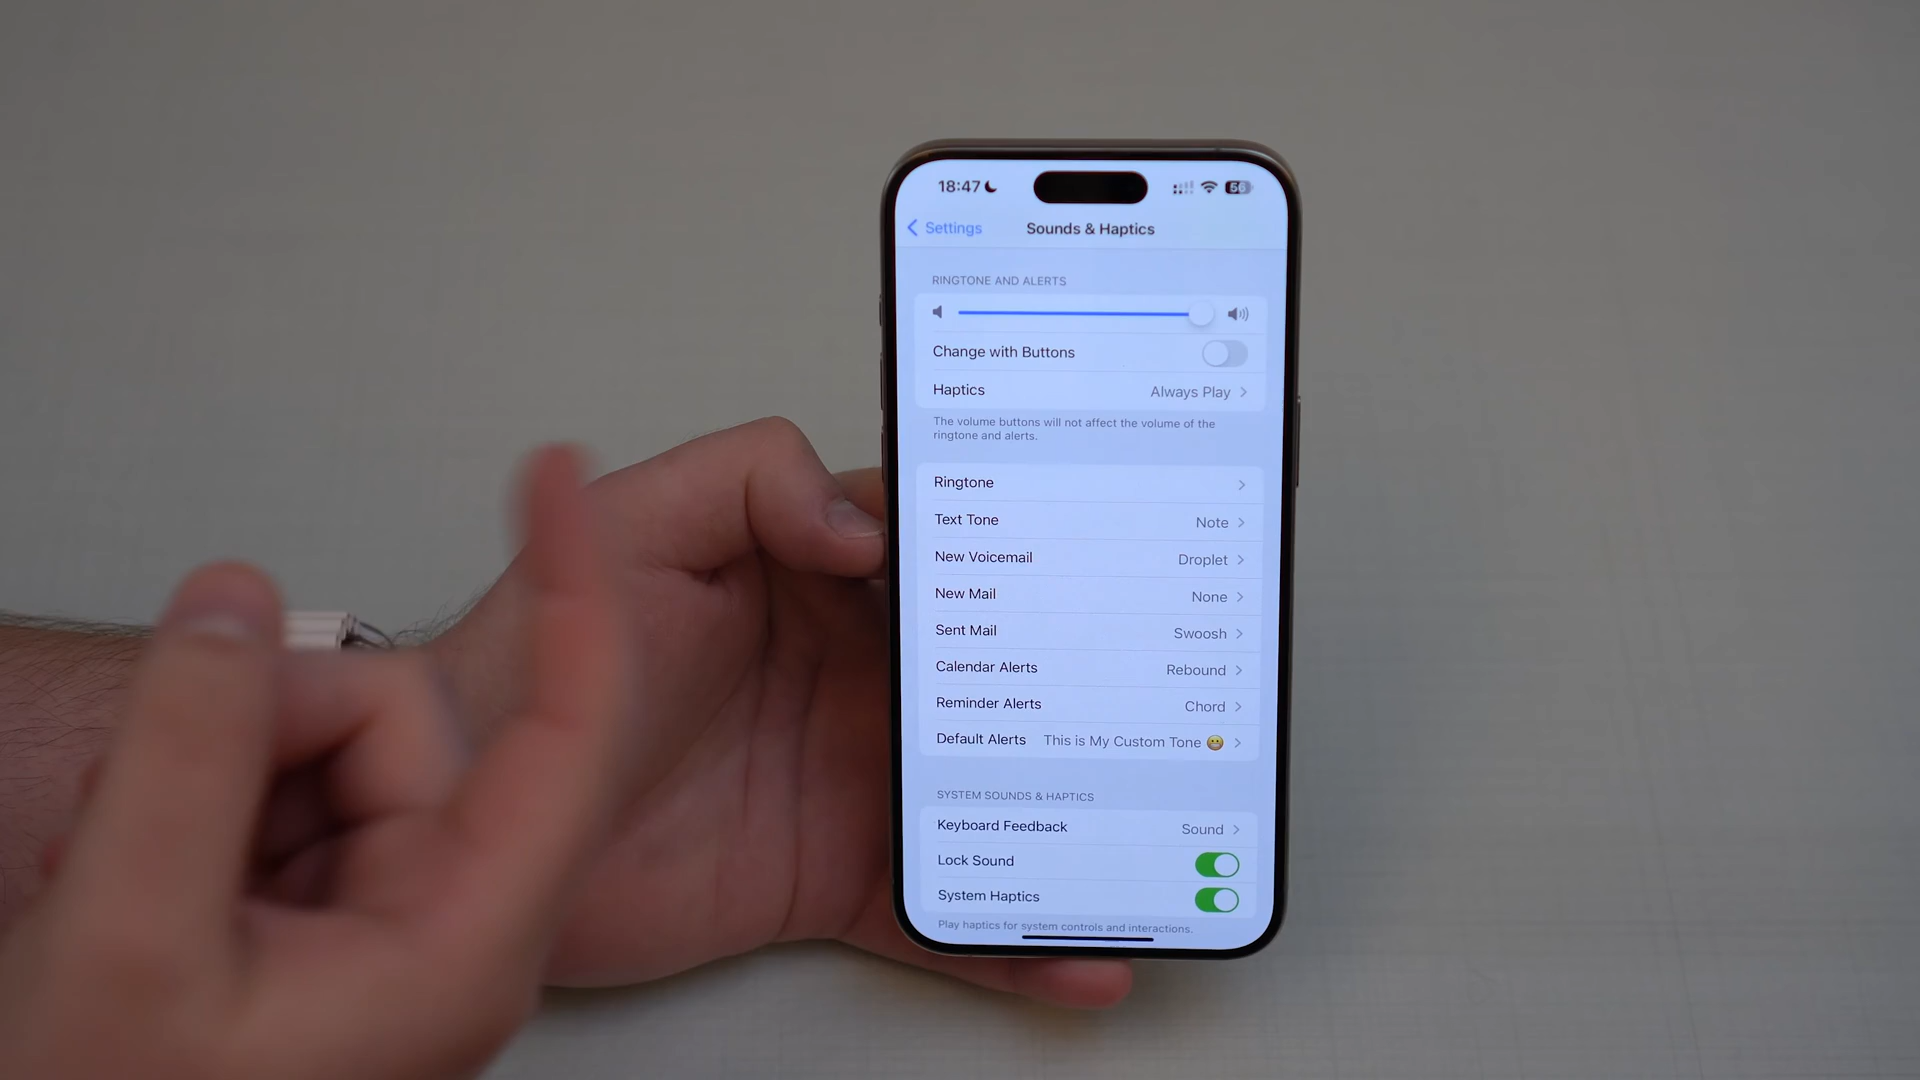 18:47
56
Settings
Sounds & Haptics
RINGTONE AND ALERTS
Change with Buttons
Haptics Always Play
The volume buttons will not affect the volume of the
ringtone and alerts.
Ringtone
Text Tone Note
New Voicemail Droplet
New Mail None
Sent Mail Swoosh
Calendar Alerts Rebound
Reminder Alerts Chord
Default Alerts This is My Custom Tone 😬
SYSTEM SOUNDS & HAPTICS
Keyboard Feedback Sound
Lock Sound
System Haptics
Play haptics for system controls and interactions.